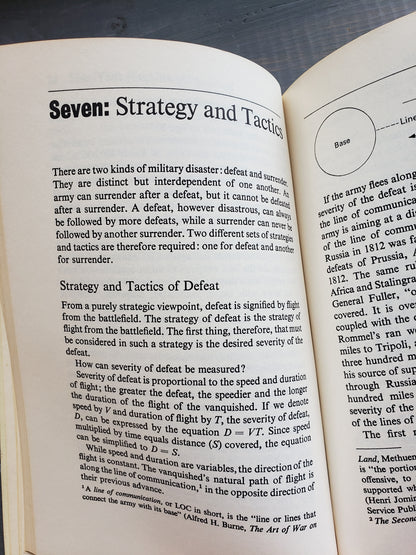 Seven: Strategy and Tactics
There are two kinds of military disaster: defeat and surrender.
They are distinct but interdependent of one another. An
army can surrender after a defeat, but it cannot be defeated
after a surrender. A defeat, however disastrous, can always
be followed by more defeats, while a surrender can never be
followed by another surrender. Two different sets of strategies
and tactics are therefore required: one for defeat and another
for surrender.
Strategy and Tactics of Defeat
From a purely strategic viewpoint, defeat is signified by flight
from the battlefield. The strategy of defeat is the strategy of
flight from the battlefield. The first thing, therefore, that must
be considered in such a strategy is the desired severity of the
defeat.
How can severity of defeat be measured?
Severity of defeat is proportional to the speed and duration
of flight; the greater the defeat, the speedier and the longer
the duration of the flight of the vanquished. If we denote
speed by V and duration of flight by T, the severity of defeat,
D, can be expressed by the equation D = VT. Since speed
multiplied by time equals distance (S) covered, the equation
can be simplified to D = S.
While speed and duration are variables, the direction of the
flight is constant. The vanquished's natural path of flight is
along the line of communication,¹ in the opposite direction of
their previous advance.
¹ A line of communication, or LOC in short, is the "line or lines that
connect the army with its base" (Alfred H. Burne, The Art of War on
Base
Line
If the army flees along
severity of the defeat is
the line of communica
army is aiming at a di
of the line of commun
Russia in 1812 was fa
defeats of Prussia, A
1812. The same r
Africa and Stalingra
General Fuller, "o
covered. It is ove
coupled with the
Rommel's ran w
miles to Tripoli, a
three hundred m
his source of sup
through Russia
hundred miles
severity of the
of the lines of
The first
Land, Methuen
is "the portion
offensive, to
supported wh
(Henri Jomin
Service Publ
² The Secon